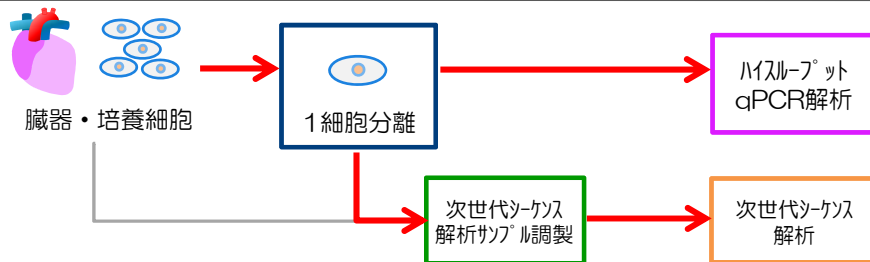 臓器・培養細胞
1細胞分離
ﾊｲｽﾙｰﾌﾟｯﾄ
qPCR解析
次世代ｼｰｹﾝｽ
解析ｻﾝﾌﾟﾙ調製
次世代ｼｰｹﾝｽ
解析